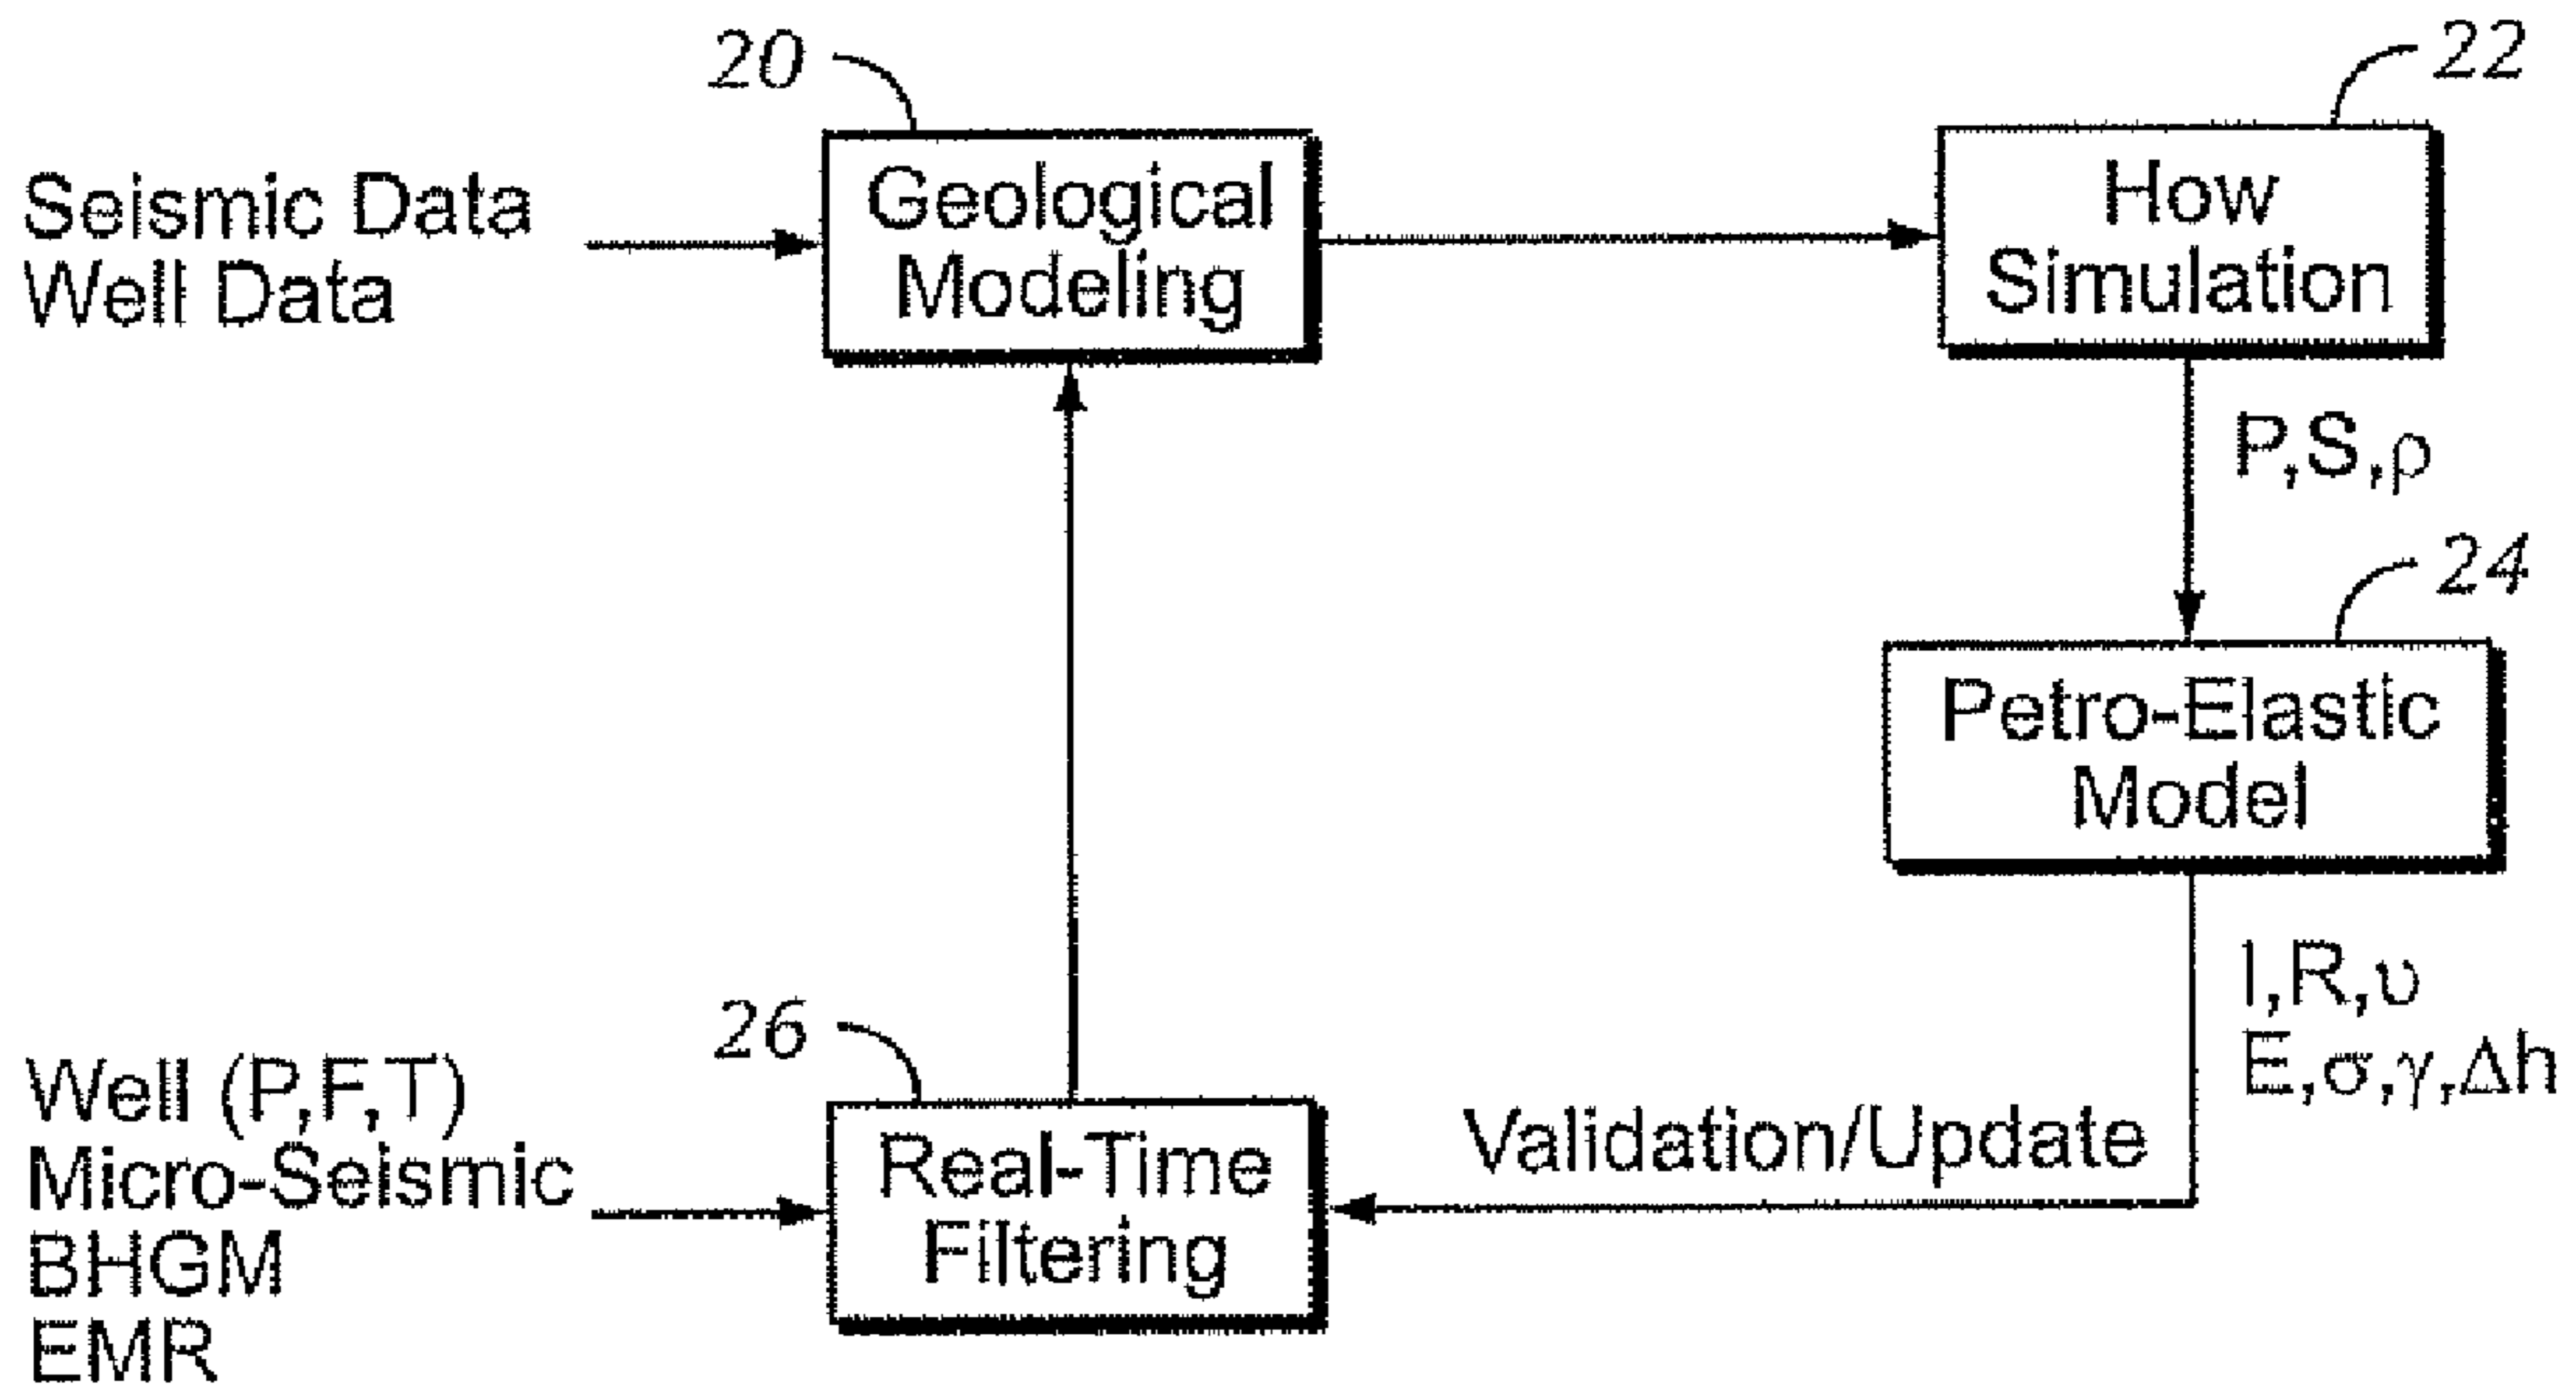 20
22
Seismic Data
Well Data
Geological
Modeling
How
Simulation
P,S,ρ
24
Petro-Elastic
Model
I,R,υ
E,σ,γ,Δh
26
Well (P,F,T)
Micro-Seismic
BHGM
EMR
Real-Time
Filtering
Validation/Update